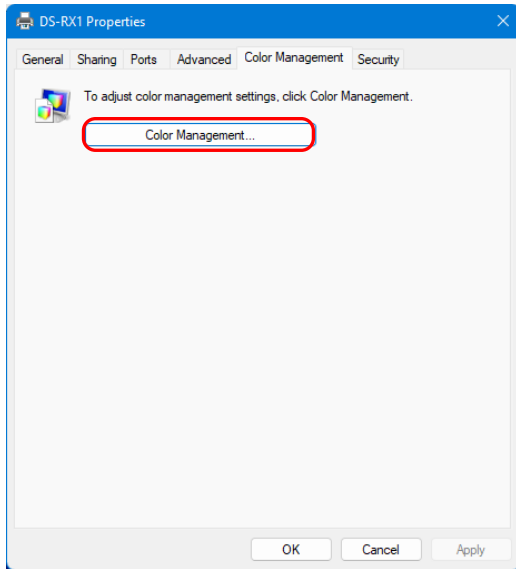 DS-RX1 Properties
General Sharing Ports Advanced Color Management Security
To adjust color management settings, click Color Management.
Color Management...
OK Cancel Apply